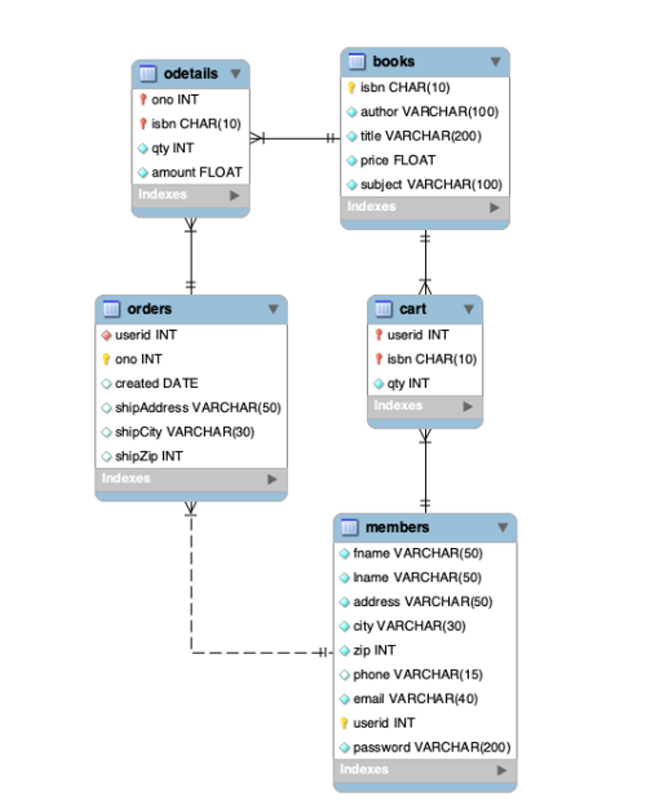 odetails
ono INT
isbn CHAR(10)
qty INT
amount FLOAT
Indexes
books
isbn CHAR(10)
author VARCHAR(100)
title VARCHAR(200)
price FLOAT
subject VARCHAR(100)
Indexes
orders
userid INT
ono INT
created DATE
shipAddress VARCHAR(50)
shipCity VARCHAR(30)
shipZip INT
Indexes
cart
userid INT
isbn CHAR(10)
qty INT
Indexes
members
fname VARCHAR(50)
lname VARCHAR(50)
address VARCHAR(50)
city VARCHAR(30)
zip INT
phone VARCHAR(15)
email VARCHAR(40)
userid INT
password VARCHAR(200)
Indexes